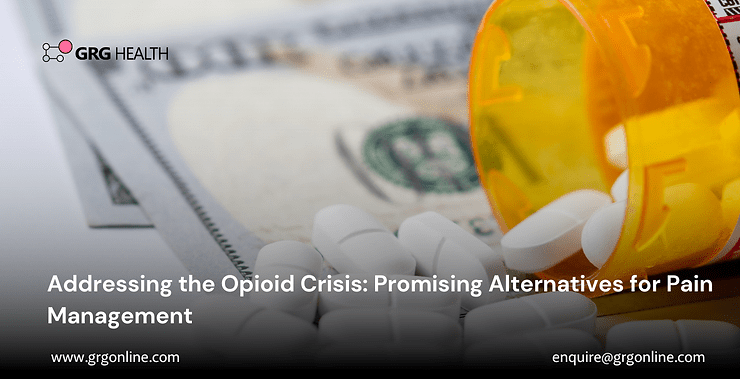 GRG HEALTH
Addressing the Opioid Crisis: Promising Alternatives for Pain
Management
www.grgonline.com
enquire@grgonline.com